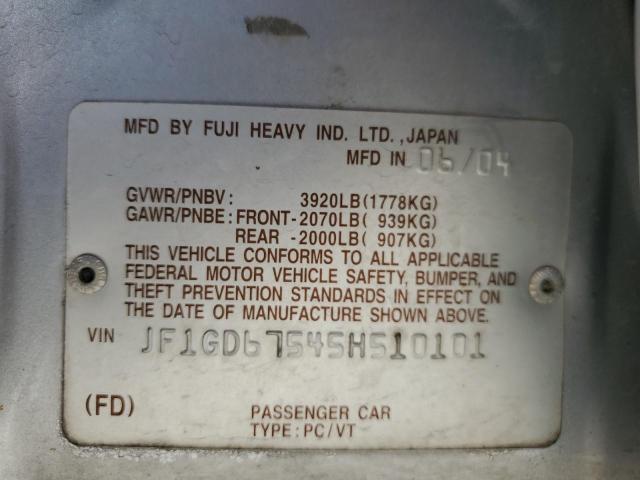 MFD BY FUJI HEAVY IND. LTD.,JAPAN
MFD IN 06/04
GVWR/PNBV: 3920LB(1778KG)
GAWR/PNBE: FRONT-2070LB( 939KG)
REAR -2000LB( 907KG)
THIS VEHICLE CONFORMS TO ALL APPLICABLE
FEDERAL MOTOR VEHICLE SAFETY, BUMPER, AND
THEFT PREVENTION STANDARDS IN EFFECT ON
THE DATE OF MANUFACTURE SHOWN ABOVE.
VIN JF1GD67545H510101
(FD) PASSENGER CAR
TYPE: PC/VT